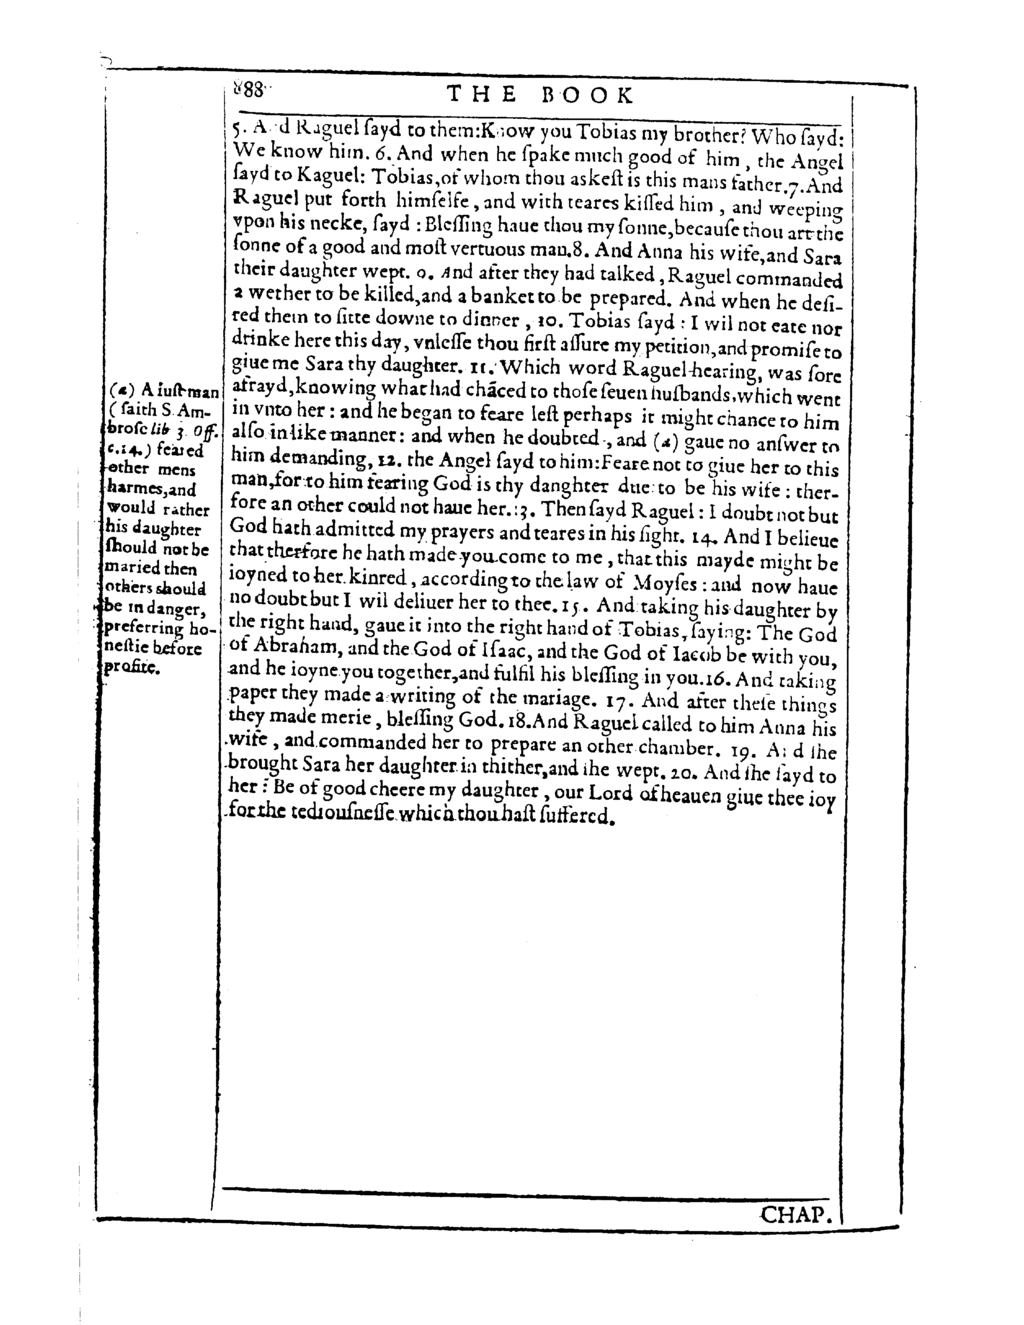 888 THE BOOK
5. And Raguel ſayd to them:Know you Tobias my brother? Who ſayd:
We know him. 6. And when he ſpake much good of him, the Angel
ſayd to Raguel: Tobias,of whom thou askeſt is this mans father.7.And
Raguel put forth himſelfe, and with teares kiſſed him, and weeping
vpon his necke, ſayd : Bleſſing haue thou my ſonne,becauſe thou art the
ſonne of a good and moſt vertuous man.8. And Anna his wife,and Sara
their daughter wept. 9. And after they had talked, Raguel commanded
a wether to be killed,and a banket to be prepared. And when he deſi-
red them to ſitte downe to dinner, 10. Tobias ſayd : I wil not eate nor
drinke here this day, vnleſſe thou firſt aſſure my petition,and promiſe to
giue me Sara thy daughter. 11. Which word Raguel hearing, was ſore
afrayd,knowing what had chāced to thoſe ſeuen huſbands,which went
in vnto her : and he began to feare leſt perhaps it might chance to him
alſo in like manner: and when he doubted, and (a) gaue no anſwer to
him demanding, 12. the Angel ſayd to him:Feare not to giue her to this
man,for to him fearing God is thy danghter due to be his wife : ther-
fore an other could not haue her. 13. Then ſayd Raguel : I doubt not but
God hath admitted my prayers and teares in his ſight. 14. And I belieue
that therfore he hath made you come to me, that this mayde might be
ioyned to her kinred, according to the law of Moyſes : and now haue
no doubt but I wil deliuer her to thee. 15. And taking his daughter by
the right hand, gaue it into the right hand of Tobias, ſaying: The God
of Abraham, and the God of Iſaac, and the God of Iacob be with you,
and he ioyne you together,and fulfil his bleſſing in you.16. And taking
paper they made a writing of the mariage. 17. And after theſe things
they made merie, bleſſing God. 18.And Raguel called to him Anna his
wife, and commanded her to prepare an other chamber. 19. And ſhe
brought Sara her daughter in thither,and ſhe wept. 20. And ſhe ſayd to
her : Be of good cheere my daughter, our Lord of heauen giue thee ioy
for the tediouſneſſe which thou haſt ſuffered.
(a) A iuſt man
(ſaith S. Am-
broſe lib 3. Off.
c.14.) feared
other mens
harmes,and
would rather
his daughter
ſhould not be
maried then
others should
be in danger,
preferring ho-
neſtie before
profite.
CHAP.